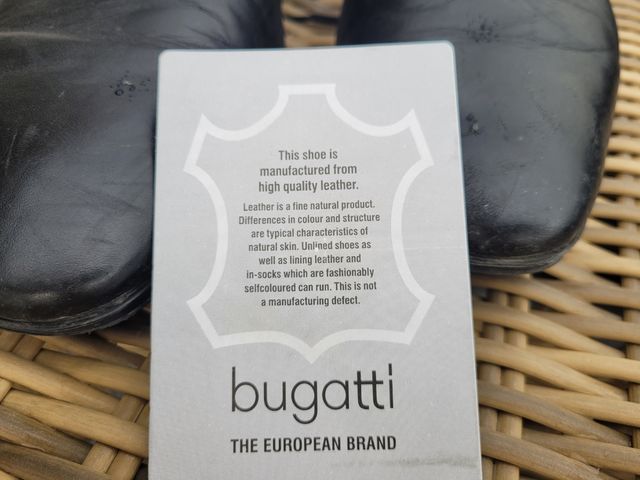 This shoe is
manufactured from
high quality leather.
Leather is a fine natural product.
Differences in colour and structure
are typical characteristics of
natural skin. Unlined shoes as
well as lining leather and
in-socks which are fashionably
selfcoloured can run. This is not
a manufacturing defect.
bugatti
THE EUROPEAN BRAND